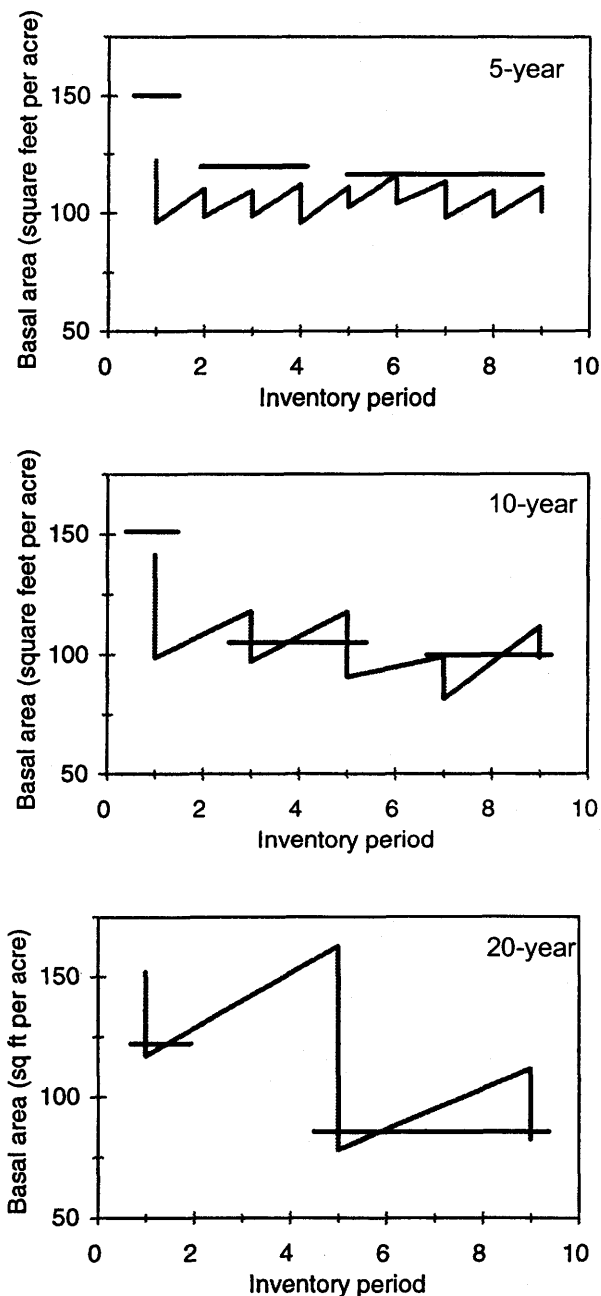 5-year
Basal area (square feet per acre)
150
100
50
0 2 4 6 8 10
Inventory period
10-year
Basal area (square feet per acre)
150
100
50
0 2 4 6 8 10
Inventory period
20-year
Basal area (sq ft per acre)
150
100
50
0 2 4 6 8 10
Inventory period